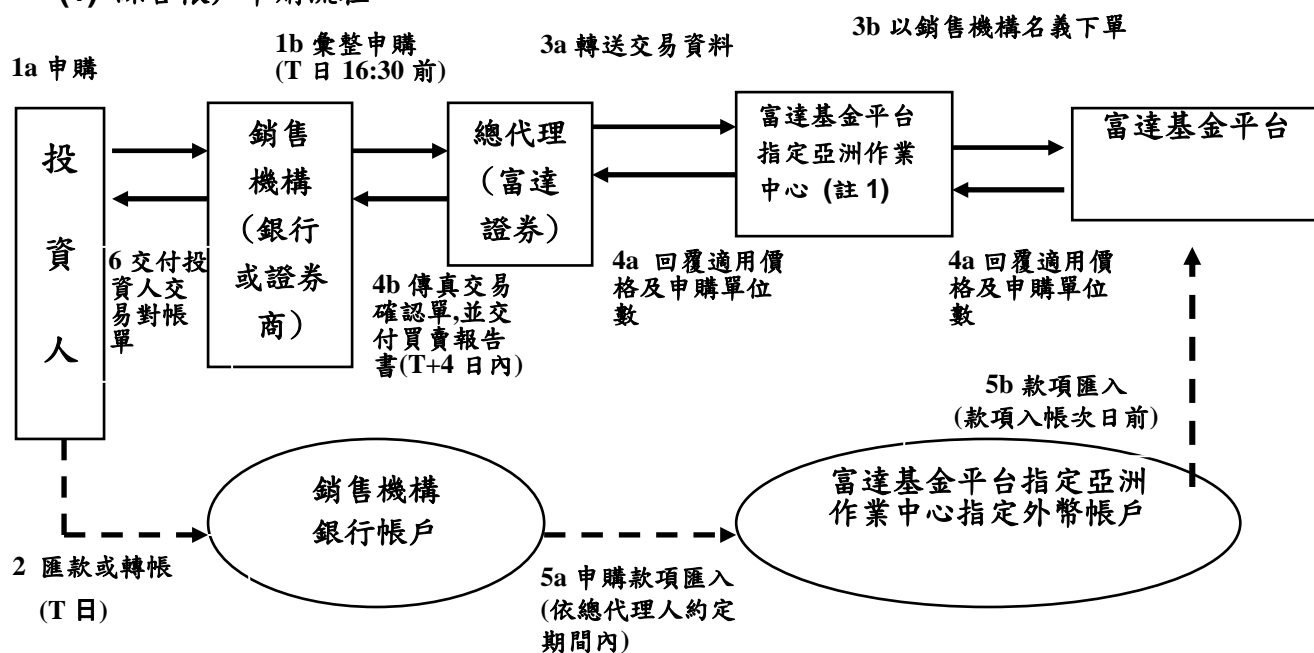 1a 申購
1b 彙整申購
(T 日 16:30 前)
3a 轉送交易資料
3b 以銷售機構名義下單
投
資
人
銷售
機構
(銀行
或證券
商)
總代理
(富達
證券)
富達基金平台
指定亞洲作業
中心 (註 1)
富達基金平台
6 交付投
資人交
易對帳
單
4b 傳真交易
確認單,並交
付買賣報告
書(T+4 日內)
4a 回覆適用價
格及申購單位
數
4a 回覆適用價
格及申購單位
數
5b 款項匯入
(款項入帳次日前)
銷售機構
銀行帳戶
富達基金平台指定亞洲
作業中心指定外幣帳戶
2 匯款或轉帳
(T 日)
5a 申購款項匯入
(依總代理人約定
期間內)